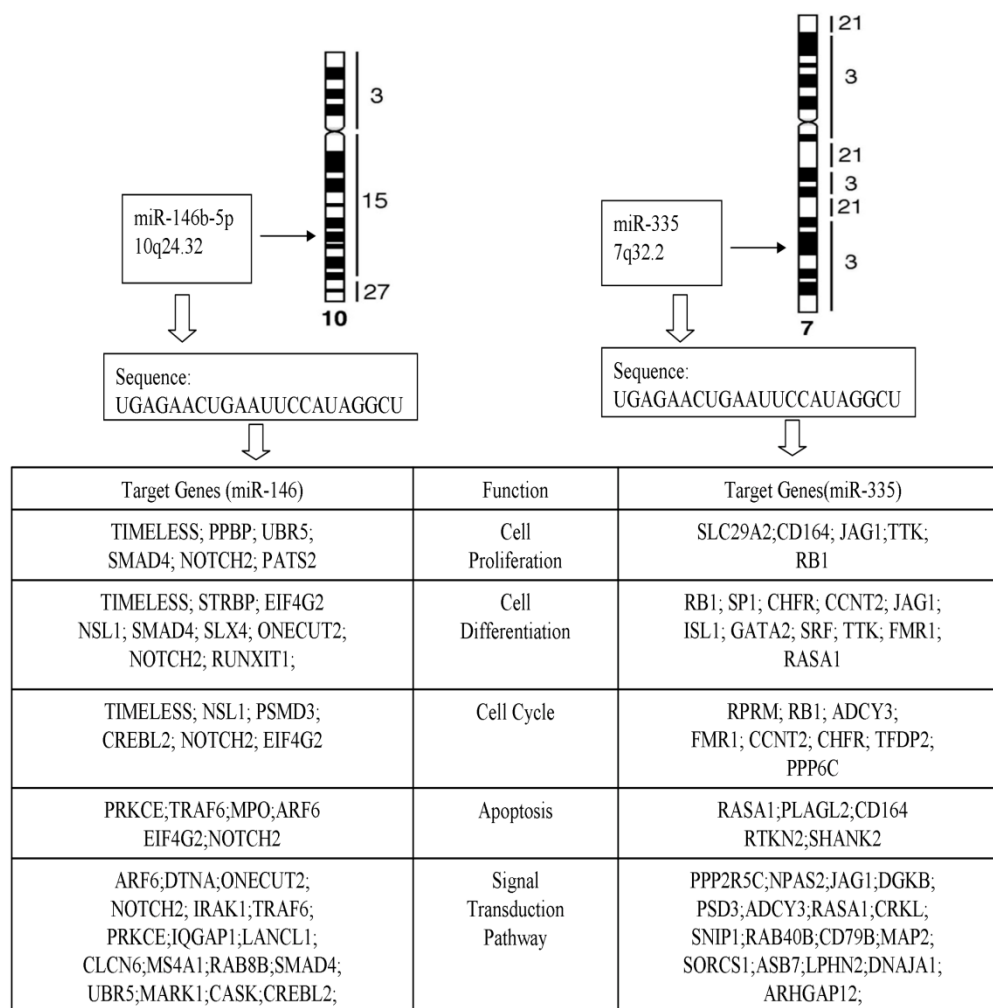 21
3
3
21
3
21
15
3
27
10
7
miR-146b-5p
10q24.32
miR-335
7q32.2
Sequence:
UGAGAACUGAAUUCCAUAGGCU
Sequence:
UGAGAACUGAAUUCCAUAGGCU
Target Genes (miR-146)
Function
Target Genes(miR-335)
TIMELESS; PPBP; UBR5;
SMAD4; NOTCH2; PATS2
Cell
Proliferation
SLC29A2;CD164; JAG1;TTK;
RB1
TIMELESS; STRBP; EIF4G2
NSL1; SMAD4; SLX4; ONECUT2;
NOTCH2; RUNXIT1;
Cell
Differentiation
RB1; SP1; CHFR; CCNT2; JAG1;
ISL1; GATA2; SRF; TTK; FMR1;
RASA1
TIMELESS; NSL1; PSMD3;
CREBL2; NOTCH2; EIF4G2
Cell Cycle
RPRM; RB1; ADCY3;
FMR1; CCNT2; CHFR; TFDP2;
PPP6C
PRKCE;TRAF6;MPO;ARF6
EIF4G2;NOTCH2
Apoptosis
RASA1;PLAGL2;CD164
RTKN2;SHANK2
ARF6;DTNA;ONECUT2;
NOTCH2; IRAK1;TRAF6;
PRKCE;IQGAP1;LANCL1;
CLCN6;MS4A1;RAB8B;SMAD4;
UBR5;MARK1;CASK;CREBL2;
Signal
Transduction
Pathway
PPP2R5C;NPAS2;JAG1;DGKB;
PSD3;ADCY3;RASA1;CRKL;
SNIP1;RAB40B;CD79B;MAP2;
SORCS1;ASB7;LPHN2;DNAJA1;
ARHGAP12;